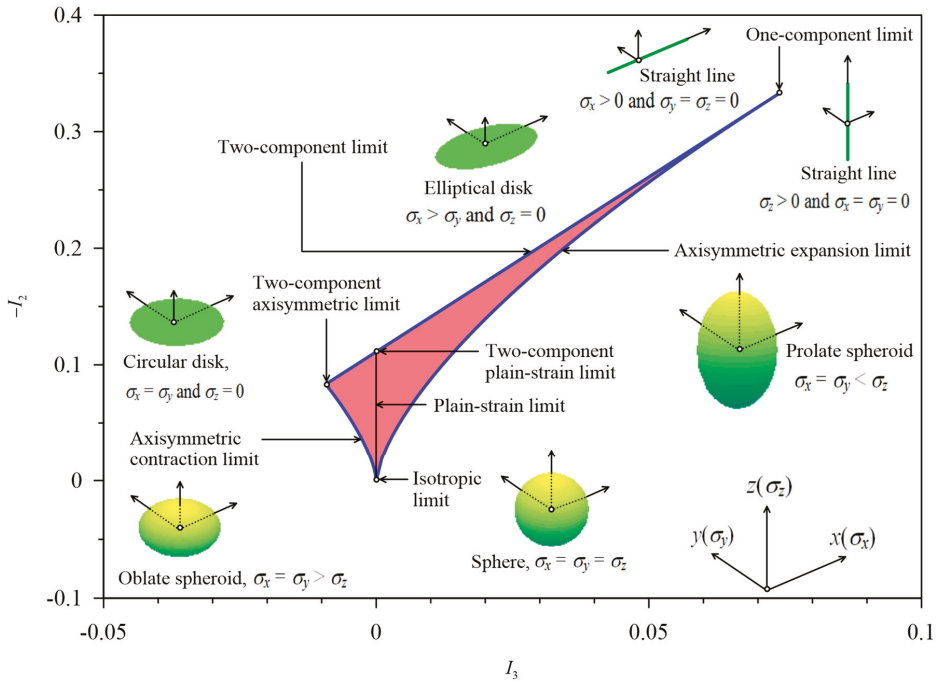 0.4
0.3
0.2
0.1
0
-0.1
−I₂
-0.05
0
0.05
0.1
I₃
One-component limit
Straight line
σx > 0 and σy = σz = 0
Straight line
σz > 0 and σx = σy = 0
Two-component limit
Elliptical disk
σx > σy and σz = 0
Axisymmetric expansion limit
Two-component
axisymmetric limit
Circular disk,
σx = σy and σz = 0
Two-component
plain-strain limit
Prolate spheroid
σx = σy < σz
Plain-strain limit
Axisymmetric
contraction limit
Isotropic
limit
Oblate spheroid, σx = σy > σz
Sphere, σx = σy = σz
z(σz)
y(σy)
x(σx)